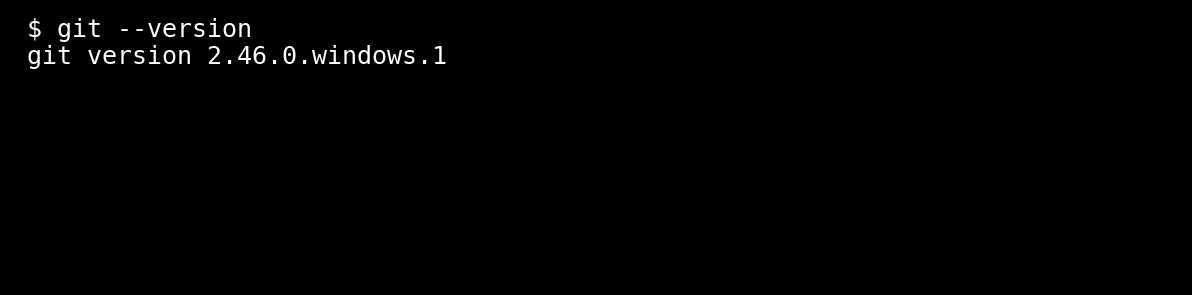 $ git --version
git version 2.46.0.windows.1